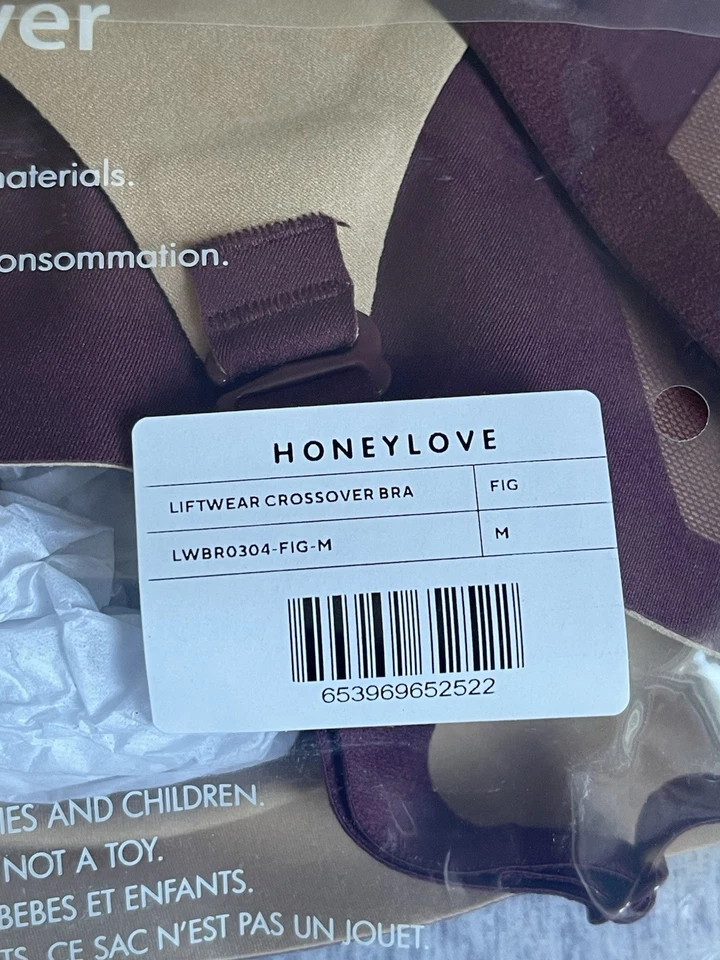 ver
materials.
onsommation.
HONEYLOVE
LIFTWEAR CROSSOVER BRA FIG
LWBR0304-FIG-M M
653969652522
IES AND CHILDREN.
NOT A TOY.
BEBES ET ENFANTS.
TS. CE SAC N'EST PAS UN JOUET.